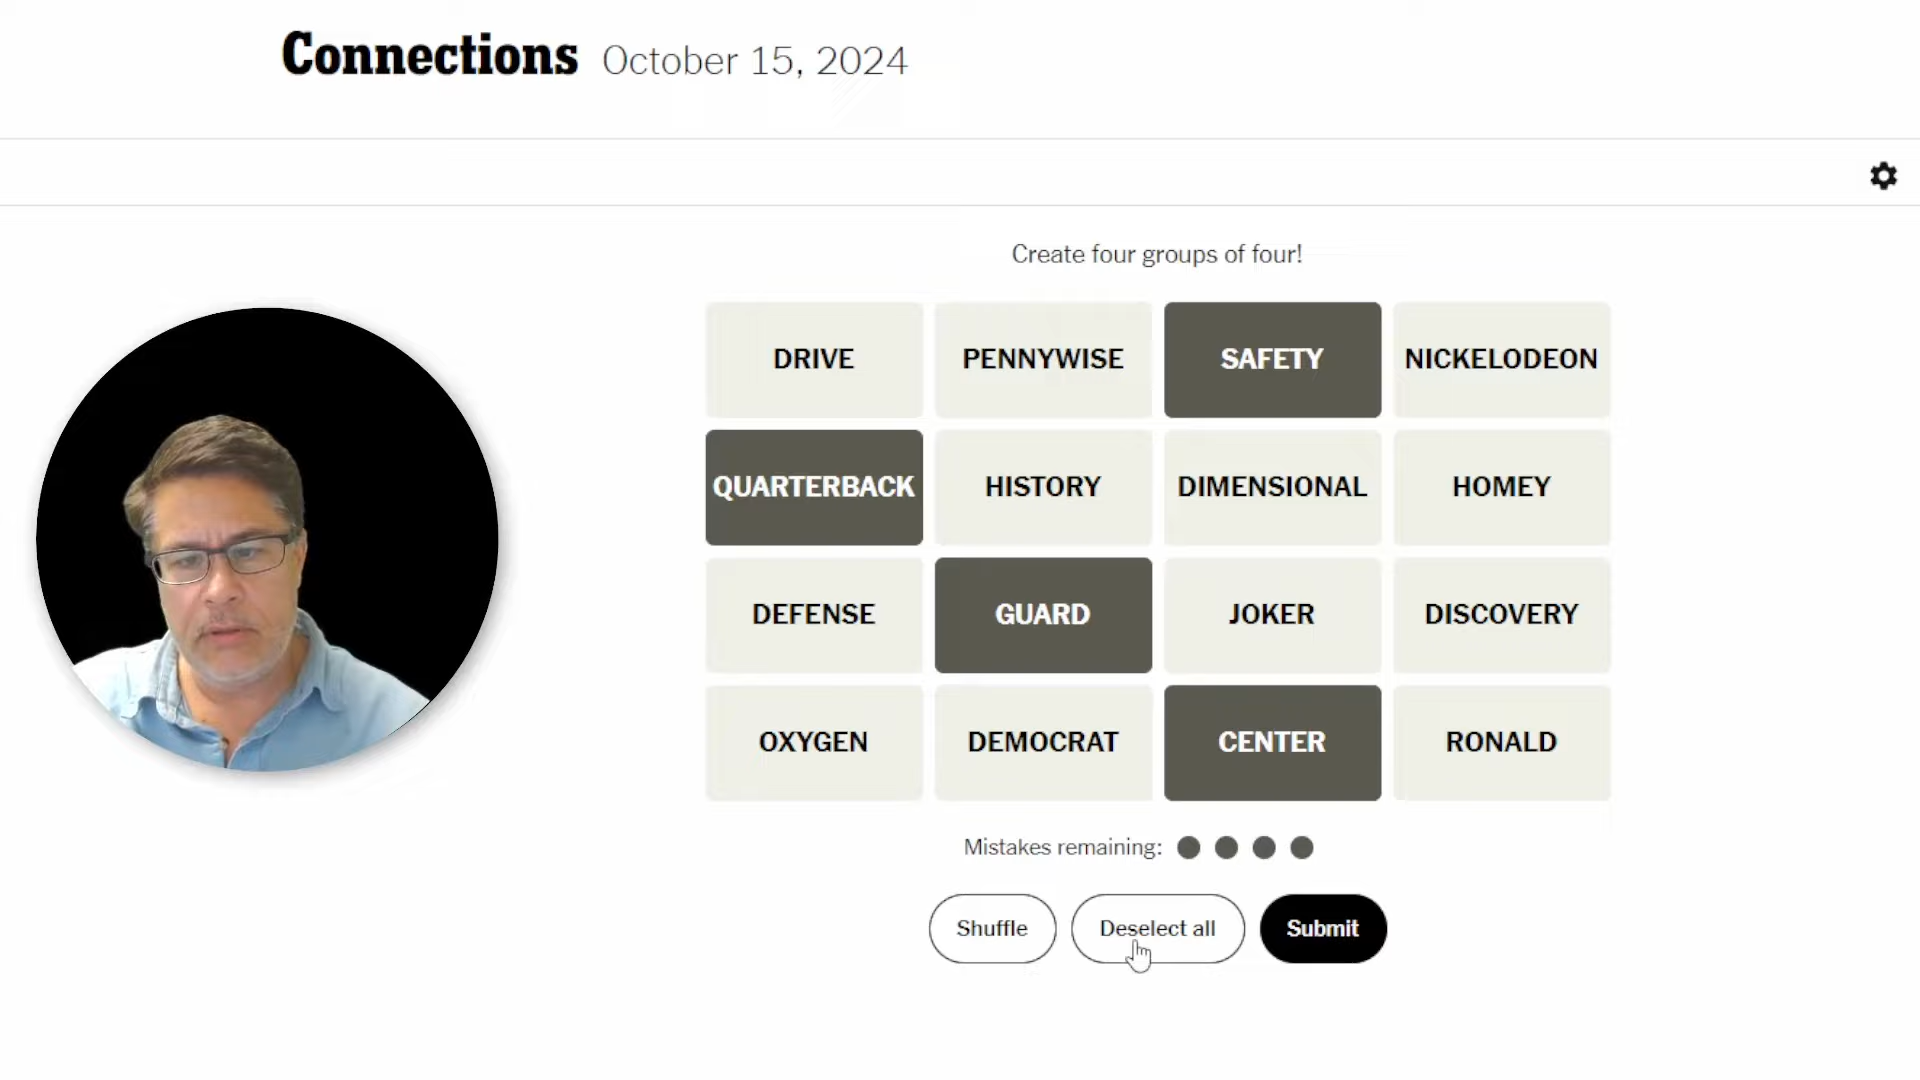 Connections October 15, 2024
Create four groups of four!
DRIVE PENNYWISE SAFETY NICKELODEON
QUARTERBACK HISTORY DIMENSIONAL HOMEY
DEFENSE GUARD JOKER DISCOVERY
OXYGEN DEMOCRAT CENTER RONALD
Mistakes remaining:
Shuffle Deselect all Submit